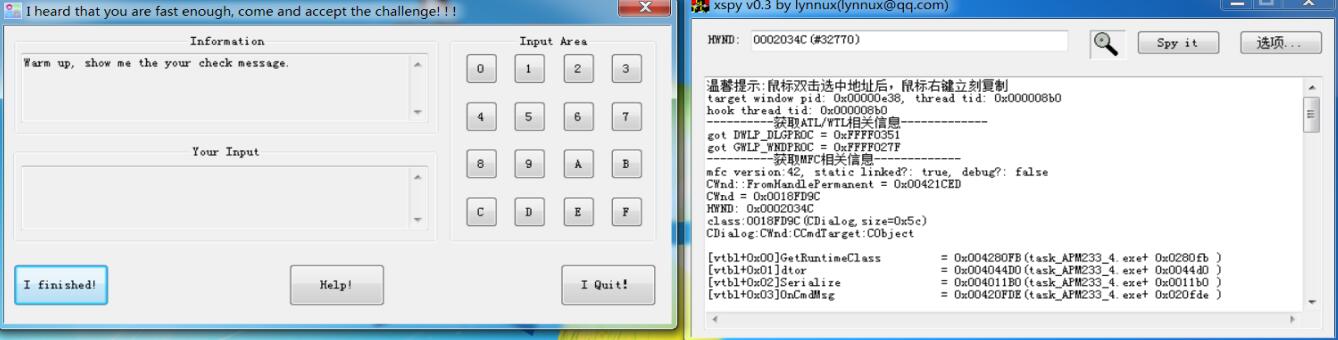 I heard that you are fast enough, come and accept the challenge! ! !
Information
Warm up, show me the your check message.
Your Input
Input Area
0 1 2 3
4 5 6 7
8 9 A B
C D E F
I finished!
Help!
I Quit!
xspy v0.3 by lynnux(lynnux@qq.com)
HWND: 0002034C(#32770)
Spy it
选项...
温馨提示:鼠标双击选中地址后，鼠标右键立刻复制
target window pid: 0x00000e38, thread tid: 0x000008b0
hook thread tid: 0x000008b0
----------获取ATL/WTL相关信息-------------
got DWLP_DLGPROC = 0xFFFF0351
got GWLP_WNDPROC = 0xFFFF027F
----------获取MFC相关信息-------------
mfc version:42, static linked?: true, debug?: false
CWnd::FromHandlePermanent = 0x00421CED
CWnd = 0x0018FD9C
HWND: 0x0002034C
class:0018FD9C(CDialog,size=0x5c)
CDialog:CWnd:CCmdTarget:CObject
[vtbl+0x00]GetRuntimeClass = 0x004280FB(task_APM233_4.exe+ 0x0280fb )
[vtbl+0x01]dtor = 0x004044D0(task_APM233_4.exe+ 0x0044d0 )
[vtbl+0x02]Serialize = 0x004011B0(task_APM233_4.exe+ 0x0011b0 )
[vtbl+0x03]OnCmdMsg = 0x00420FDE(task_APM233_4.exe+ 0x020fde )